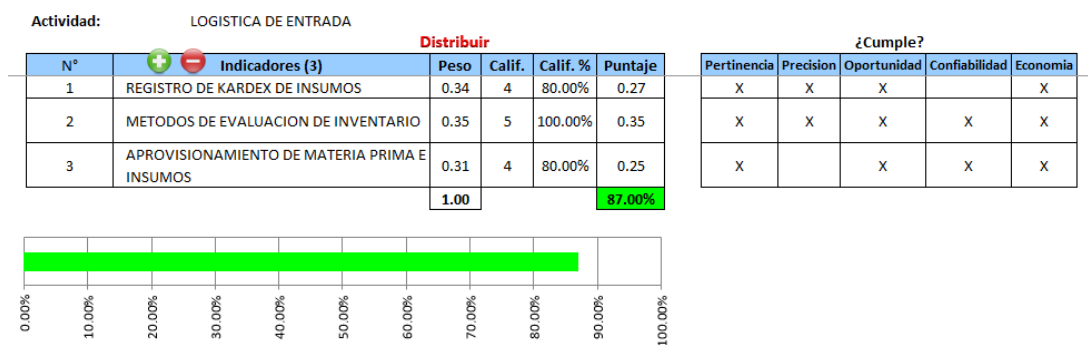 Actividad: LOGISTICA DE ENTRADA
Distribuir ¿Cumple?
N° Indicadores (3) Peso Calif. Calif. % Puntaje Pertinencia Precision Oportunidad Confiabilidad Economia
1 REGISTRO DE KARDEX DE INSUMOS 0.34 4 80.00% 0.27 X X X X
2 METODOS DE EVALUACION DE INVENTARIO 0.35 5 100.00% 0.35 X X X X X
3 APROVISIONAMIENTO DE MATERIA PRIMA E
INSUMOS 0.31 4 80.00% 0.25 X X X X
1.00 87.00%
0.00% 10.00% 20.00% 30.00% 40.00% 50.00% 60.00% 70.00% 80.00% 90.00% 100.00%